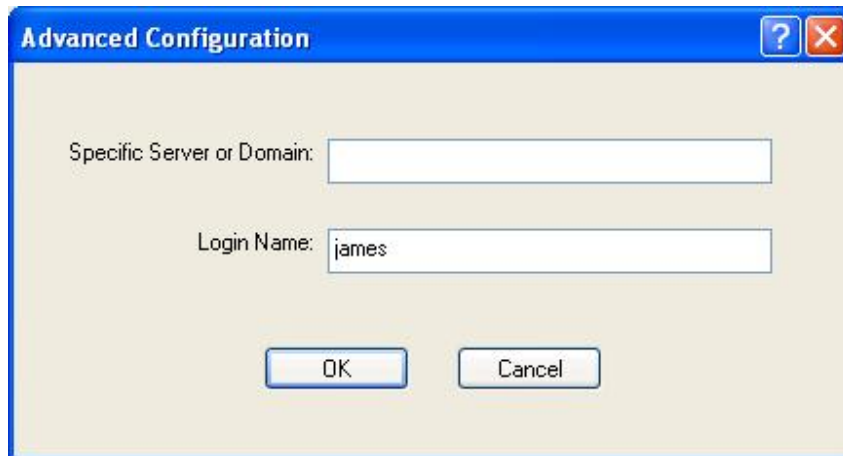 Advanced Configuration
Specific Server or Domain:
Login Name: james
OK Cancel